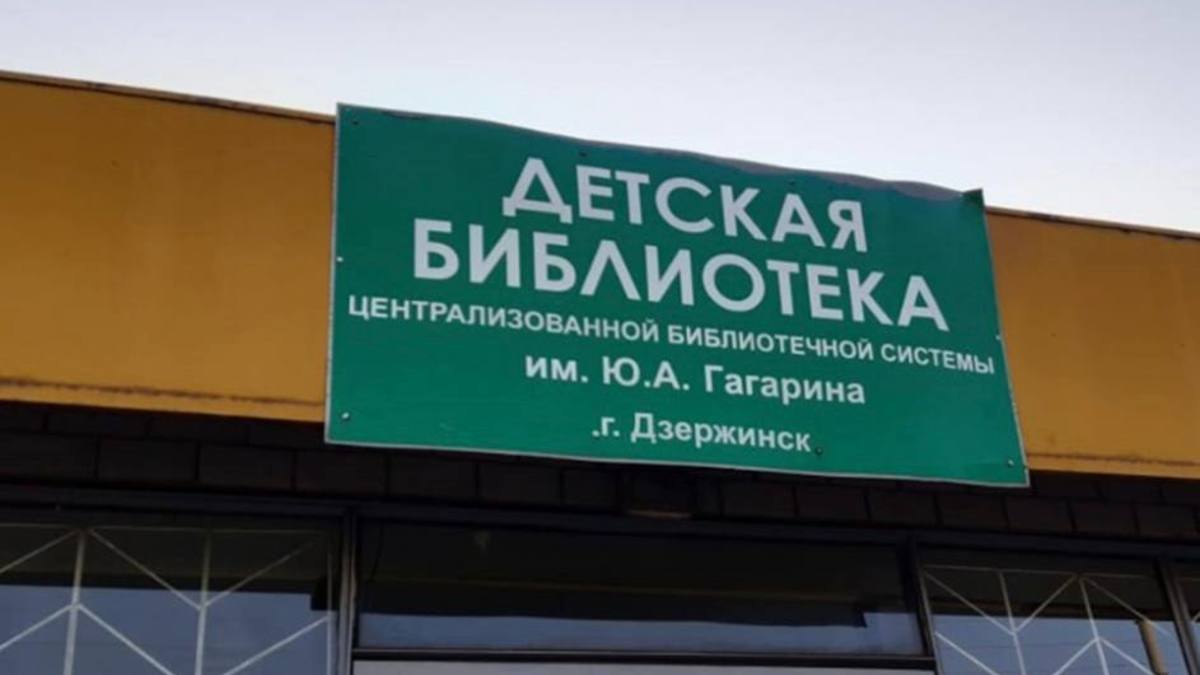 ДЕТСКАЯ
БИБЛИОТЕКА
ЦЕНТРАЛИЗОВАННОЙ БИБЛИОТЕЧНОЙ СИСТЕМЫ
им. Ю.А. Гагарина
.г. Дзержинск